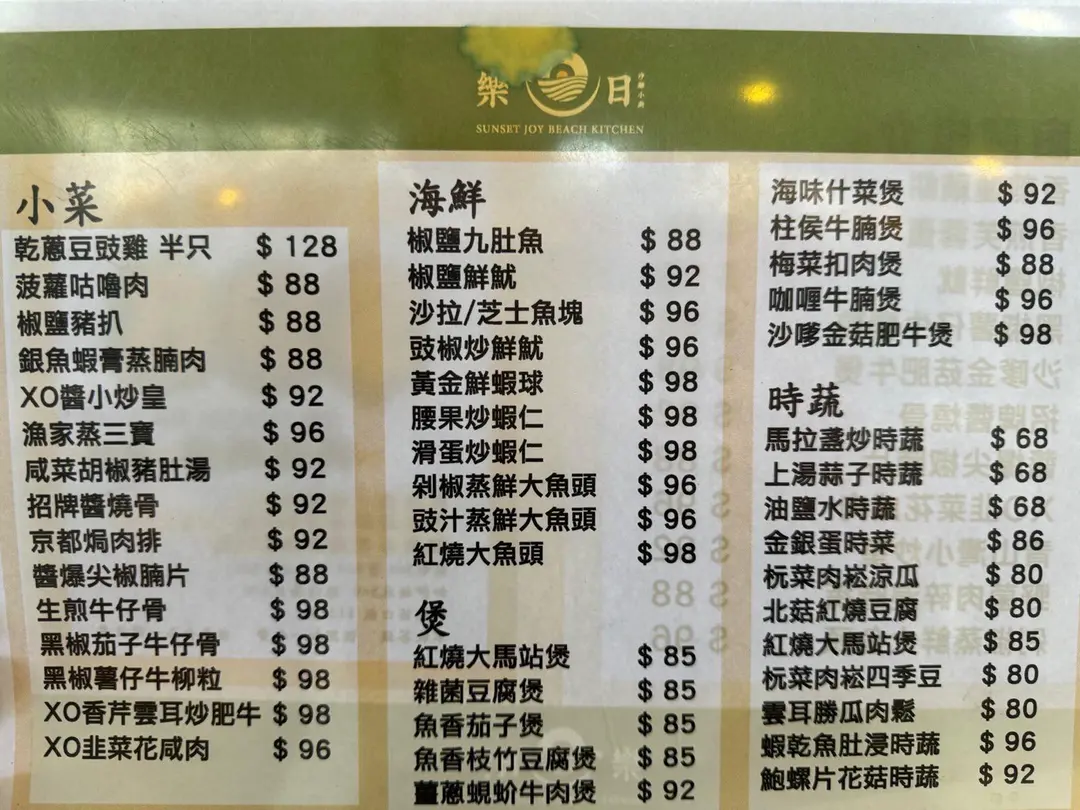 樂日 沙灘小廚
SUNSET JOY BEACH KITCHEN
小菜
乾蔥豆豉雞 半只 $ 128
菠蘿咕嚕肉 $ 88
椒鹽豬扒 $ 88
銀魚蝦膏蒸腩肉 $ 88
XO醬小炒皇 $ 92
漁家蒸三寶 $ 96
咸菜胡椒豬肚湯 $ 92
招牌醬燒骨 $ 92
京都焗肉排 $ 92
醬爆尖椒腩片 $ 88
生煎牛仔骨 $ 98
黑椒茄子牛仔骨 $ 98
黑椒薯仔牛柳粒 $ 98
XO香芹雲耳炒肥牛 $ 98
XO韭菜花咸肉 $ 96
海鮮
椒鹽九肚魚 $ 88
椒鹽鮮魷 $ 92
沙拉/芝士魚塊 $ 96
豉椒炒鮮魷 $ 96
黃金鮮蝦球 $ 98
腰果炒蝦仁 $ 98
滑蛋炒蝦仁 $ 98
剁椒蒸鮮大魚頭 $ 96
豉汁蒸鮮大魚頭 $ 96
紅燒大魚頭 $ 98
煲
紅燒大馬站煲 $ 85
雜菌豆腐煲 $ 85
魚香茄子煲 $ 85
魚香枝竹豆腐煲 $ 85
薑蔥蜆蚧牛肉煲 $ 92
海味什菜煲 $ 92
柱侯牛腩煲 $ 96
梅菜扣肉煲 $ 88
咖喱牛腩煲 $ 96
沙嗲金菇肥牛煲 $ 98
時蔬
馬拉盞炒時蔬 $ 68
上湯蒜子時蔬 $ 68
油鹽水時蔬 $ 68
金銀蛋時菜 $ 86
杬菜肉崧涼瓜 $ 80
北菇紅燒豆腐 $ 80
紅燒大馬站煲 $ 85
杬菜肉崧四季豆 $ 80
雲耳勝瓜肉鬆 $ 80
蝦乾魚肚浸時蔬 $ 96
鮑螺片花菇時蔬 $ 92